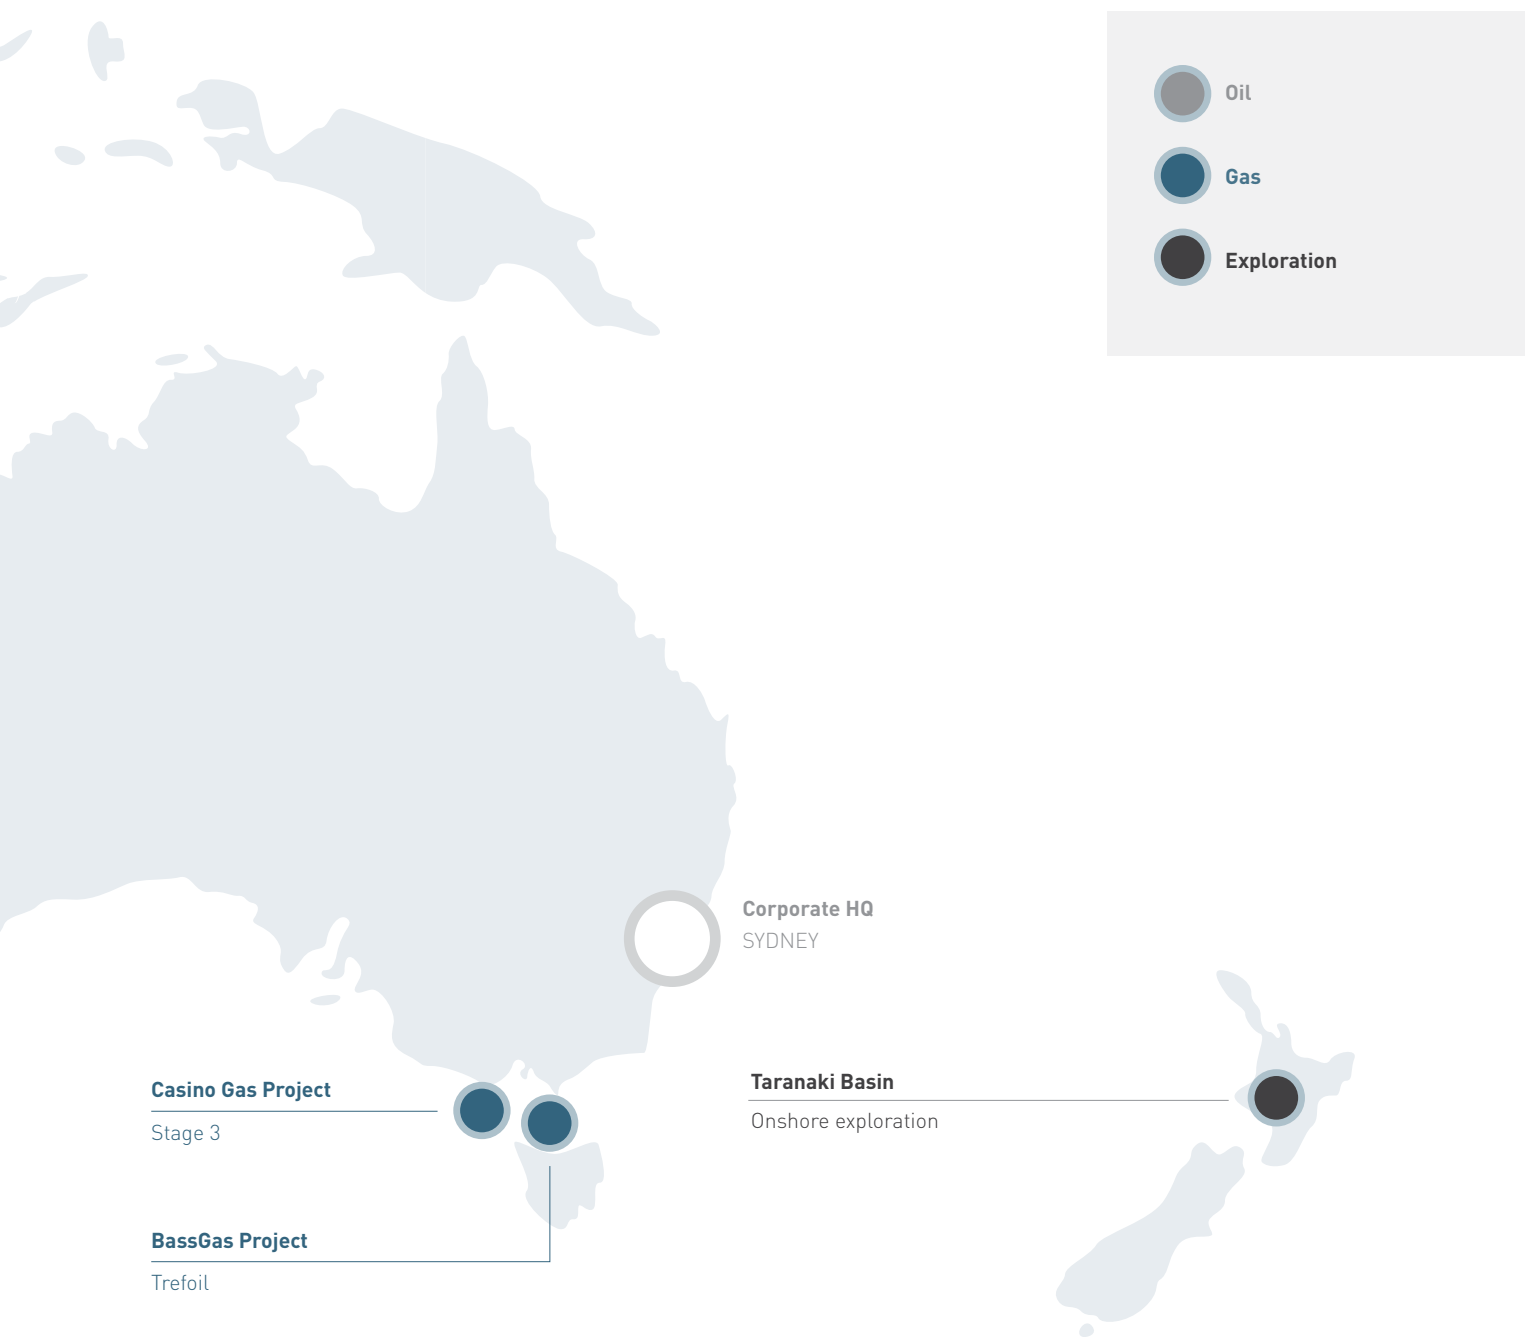 Oil
Gas
Exploration
Corporate HQ
SYDNEY
Casino Gas Project
Stage 3
Taranaki Basin
Onshore exploration
BassGas Project
Trefoil